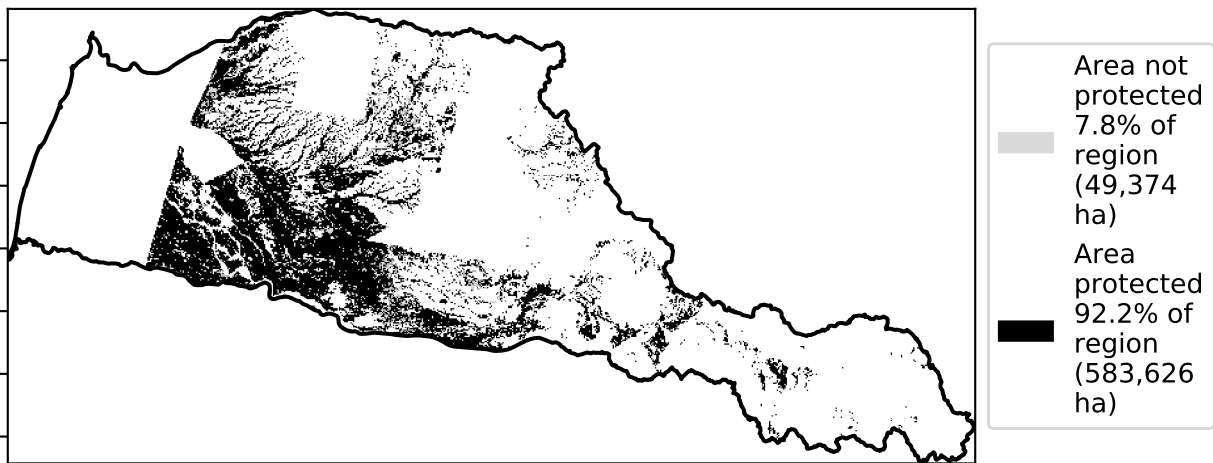 Area not
protected
7.8% of
region
(49,374
ha)
Area
protected
92.2% of
region
(583,626
ha)